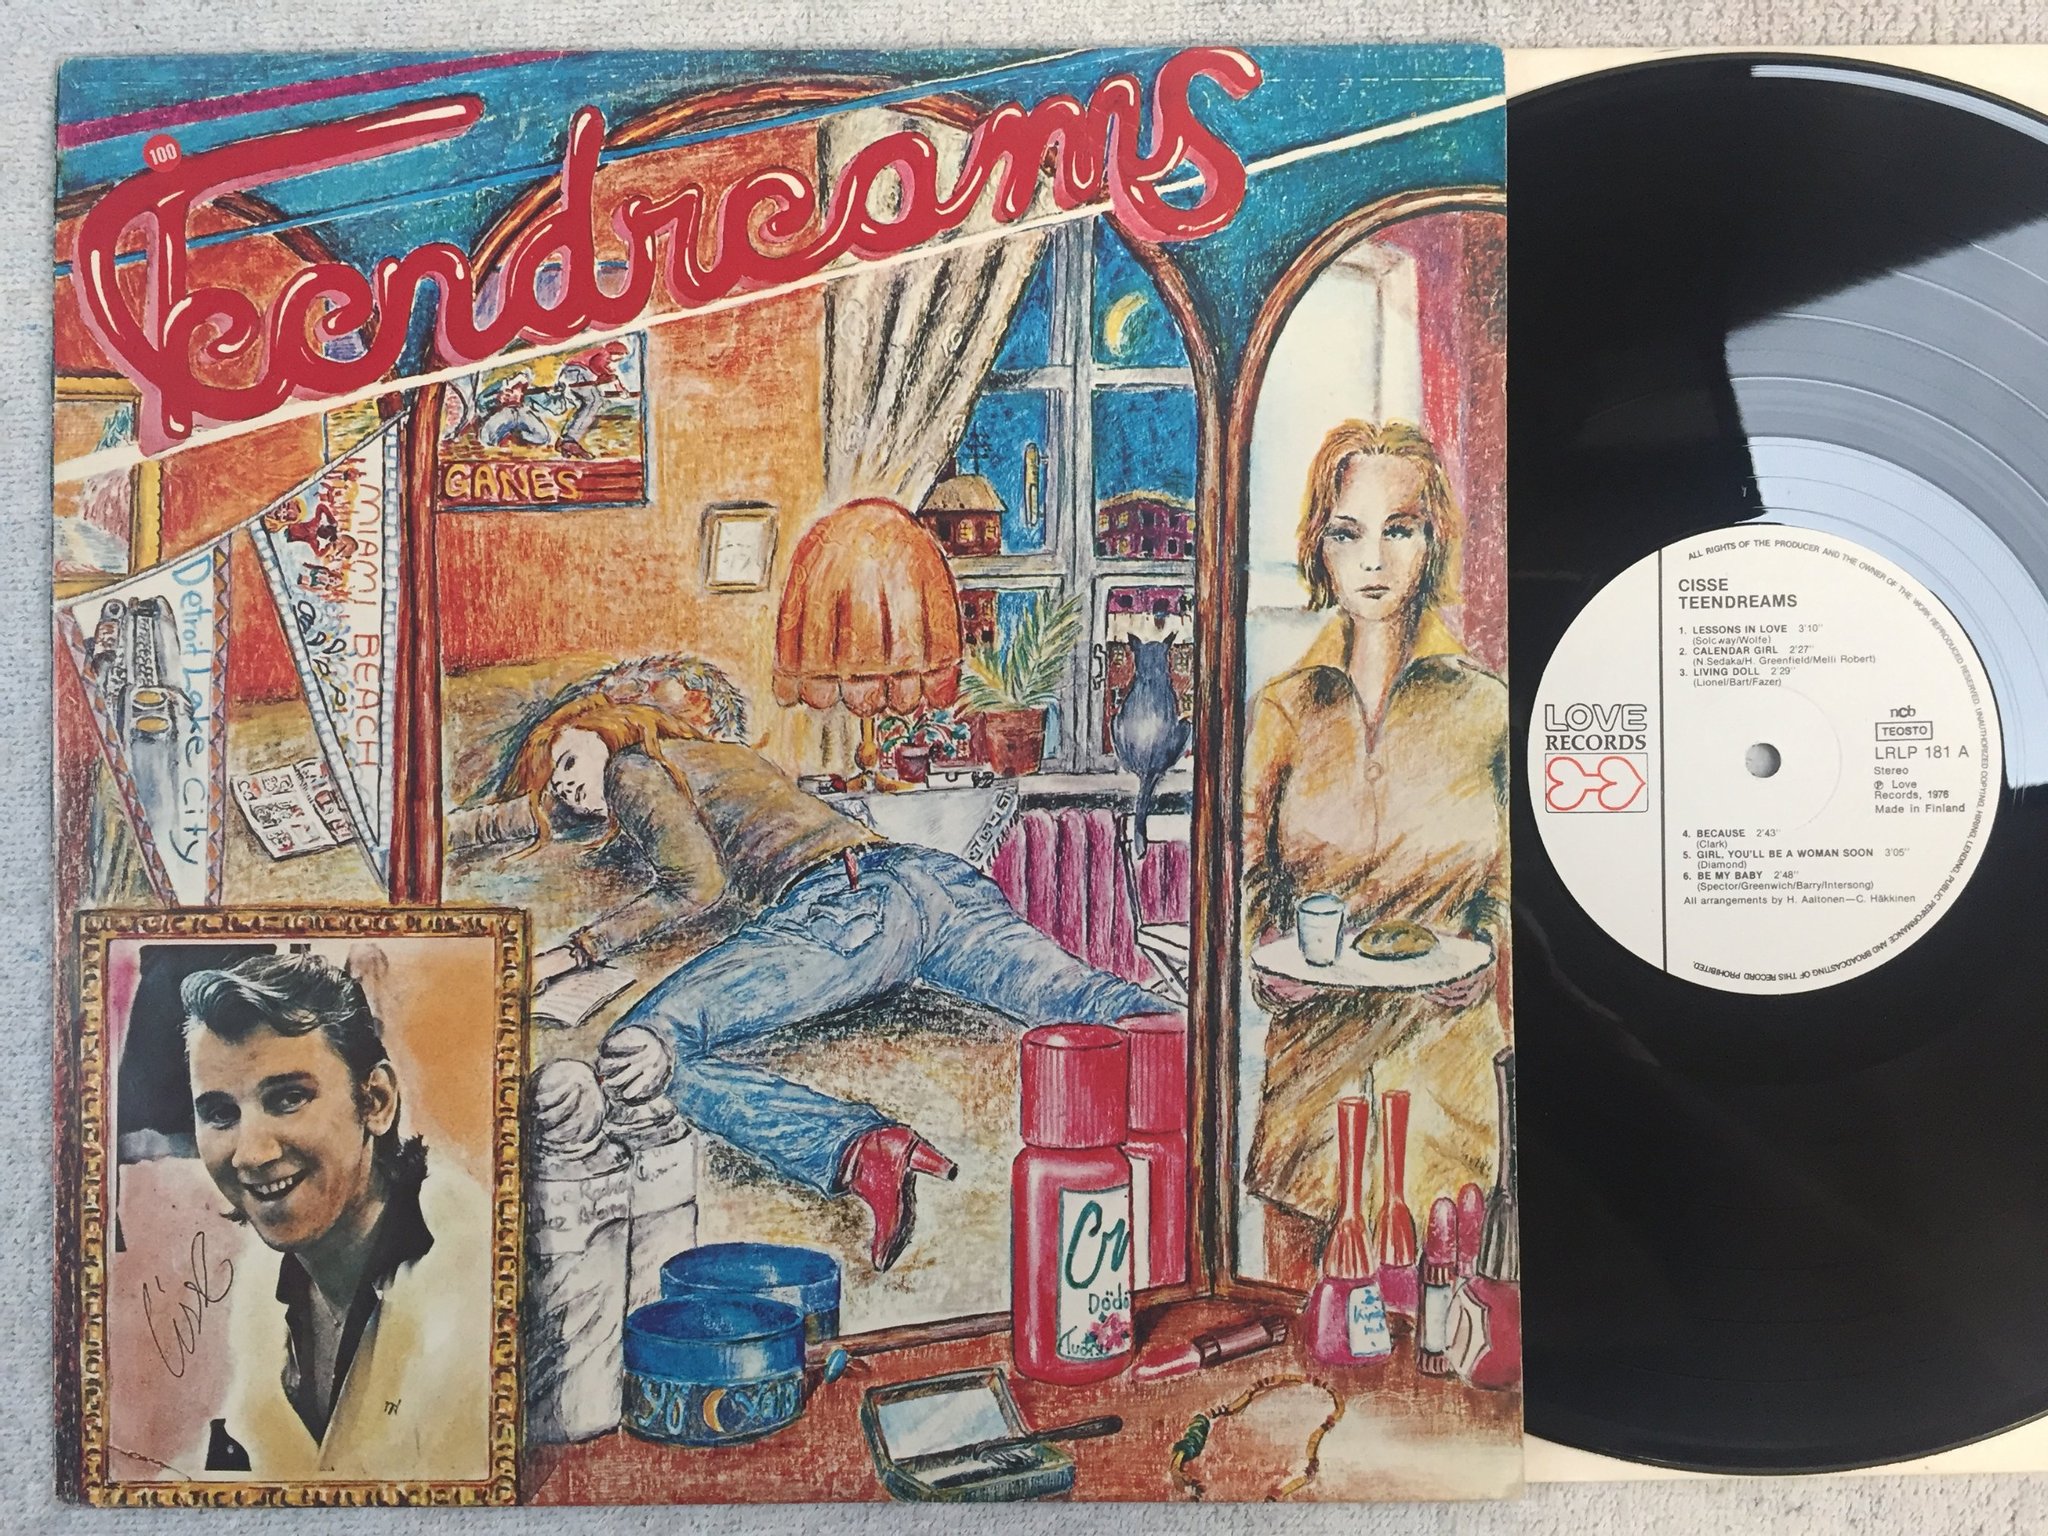 Teendreams
100
GANES
MIAMI BEACH
Detroit Lake City
Cisse
Dödö
YÖ
ALL RIGHTS OF THE PRODUCER AND THE OWNER OF THE WORK REPRODUCED RESERVED. UNAUTHORIZED COPYING, HIRING, LENDING, PUBLIC PERFORMANCE AND BROADCASTING OF THIS RECORD PROHIBITED.
CISSE
TEENDREAMS
1. LESSONS IN LOVE 3'10"
(Soloway/Wolfe)
2. CALENDAR GIRL 2'27"
(N.Sedaka/H. Greenfield/Melli Robert)
3. LIVING DOLL 2'29"
(Lionel/Bart/Fazer)
LOVE
RECORDS
ncb
TEOSTO
LRLP 181 A
Stereo
℗ Love
Records, 1976
Made in Finland
4. BECAUSE 2'43"
(Clark)
5. GIRL, YOU'LL BE A WOMAN SOON 3'05"
(Diamond)
6. BE MY BABY 2'48"
(Spector/Greenwich/Barry/Intersong)
All arrangements by H. Aaltonen—C. Häkkinen